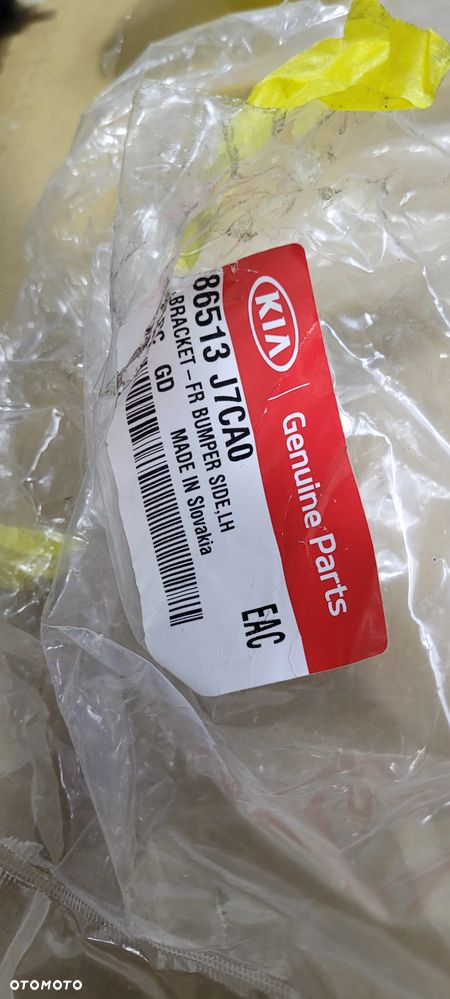 KIA
Genuine Parts
86513 J7CA0
BRACKET-FR BUMPER SIDE,LH
GD
MADE IN Slovakia
EAC
OTOMOTO